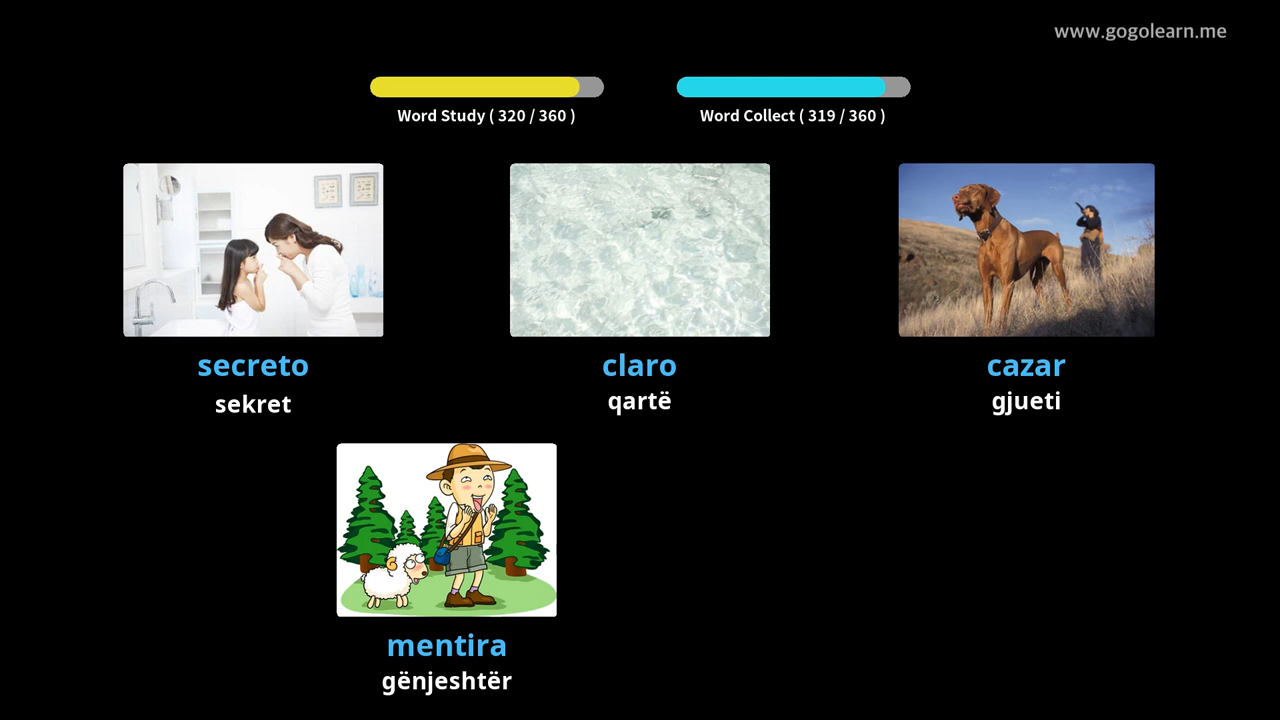 www.gogolearn.me
Word Study ( 320 / 360 )
Word Collect ( 319 / 360 )
secreto
sekret
claro
qartë
cazar
gjueti
mentira
gënjeshtër